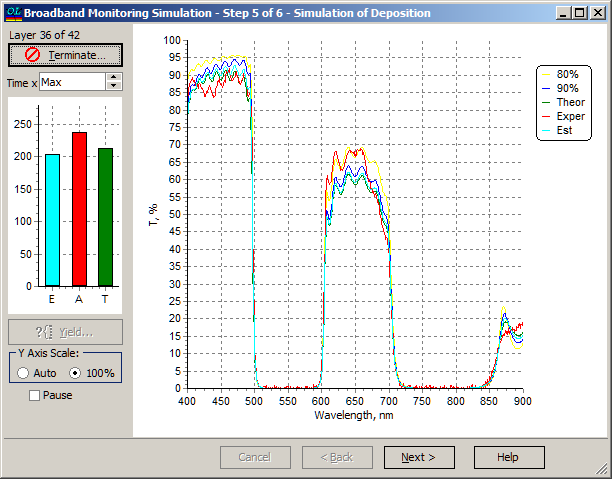 OL Broadband Monitoring Simulation - Step 5 of 6 - Simulation of Deposition
Layer 36 of 42
Terminate...
Time x Max
250
200
150
100
50
0
E A T
?{ Yield...
Y Axis Scale:
Auto 100%
Pause
100
95
90
85
80
75
70
65
60
55
50
45
40
35
30
25
20
15
10
5
0
T, %
400 450 500 550 600 650 700 750 800 850 900
Wavelength, nm
80%
90%
Theor
Exper
Est
Cancel < Back Next > Help